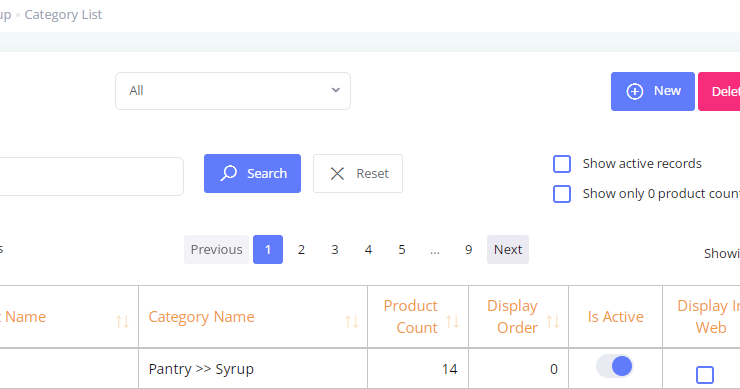 up • Category List
All
New
Delet
Search
Reset
Show active records
Show only 0 product coun
s
Previous 1 2 3 4 5 ... 9 Next
Showi
t Name
Category Name
Product Count
Display Order
Is Active
Display In Web
Pantry >> Syrup
14
0